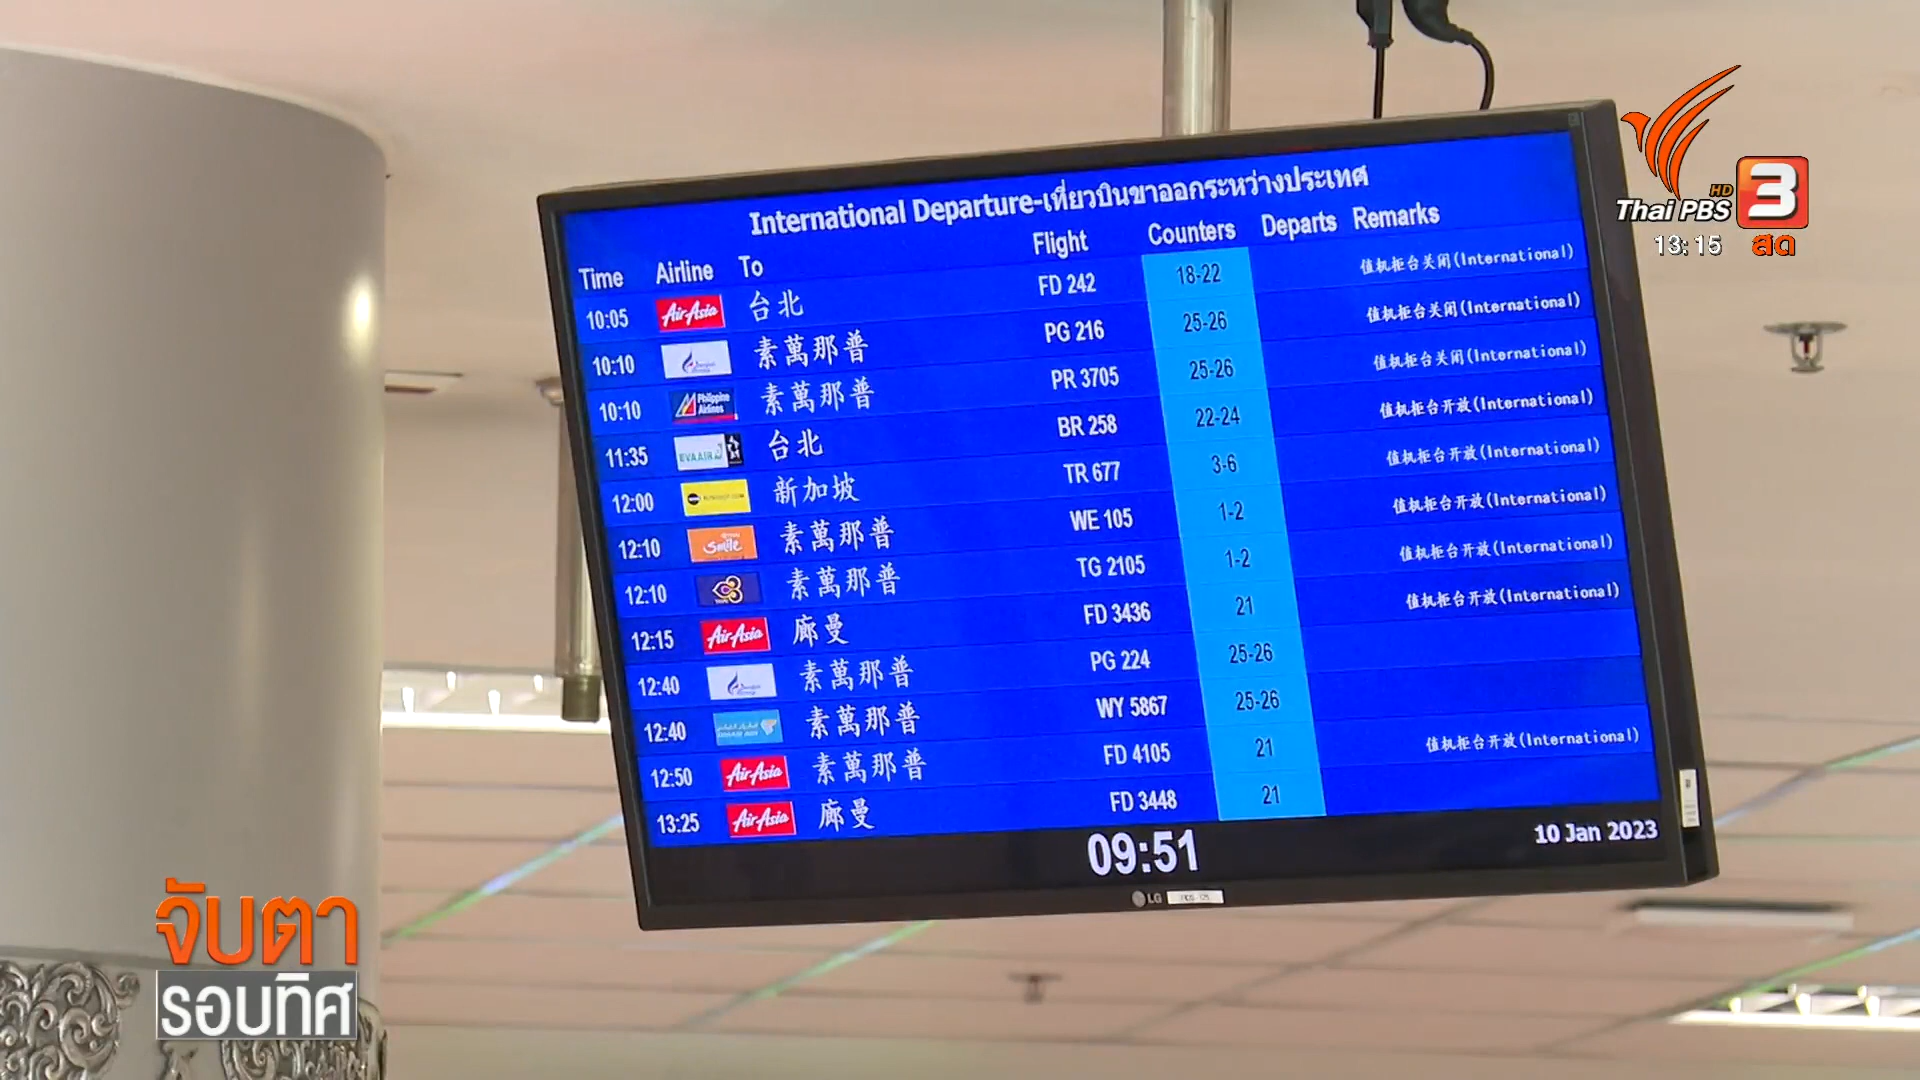 International Departure-เที่ยวบินขาออกระหว่างประเทศ
Time Airline To Flight Counters Departs Remarks
10:05 AirAsia 台北 FD 242 18-22 值机柜台关闭(International)
10:10 素萬那普 PG 216 25-26 值机柜台关闭(International)
10:10 Philippine Airlines 素萬那普 PR 3705 25-26 值机柜台关闭(International)
11:35 EVA AIR 台北 BR 258 22-24 值机柜台开放(International)
12:00 新加坡 TR 677 3-6 值机柜台开放(International)
12:10 Smile 素萬那普 WE 105 1-2 值机柜台开放(International)
12:10 素萬那普 TG 2105 1-2 值机柜台开放(International)
12:15 AirAsia 廊曼 FD 3436 21 值机柜台开放(International)
12:40 素萬那普 PG 224 25-26
12:40 素萬那普 WY 5867 25-26
12:50 AirAsia 素萬那普 FD 4105 21 值机柜台开放(International)
13:25 AirAsia 廊曼 FD 3448 21
09:51
10 Jan 2023
LG
HD
Thai PBS 3
13:15 สด
จับตา
รอบทิศ